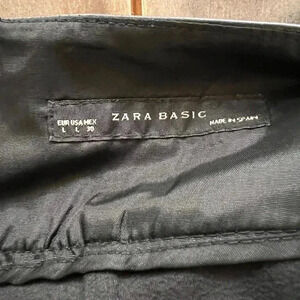 EUR USA MEX
L L 30
ZARA BASIC
MADE IN SPAIN